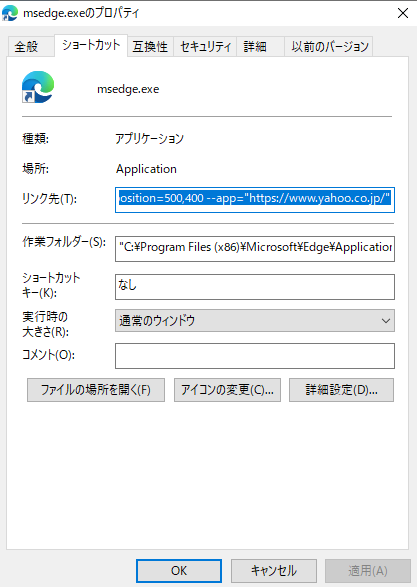 msedge.exeのプロパティ
全般 ショートカット 互換性 セキュリティ 詳細 以前のバージョン
msedge.exe
種類: アプリケーション
場所: Application
リンク先(T): osition=500,400 --app="https://www.yahoo.co.jp/"
作業フォルダー(S): "C:¥Program Files (x86)¥Microsoft¥Edge¥Application
ショートカット
キー(K): なし
実行時の
大きさ(R): 通常のウィンドウ
コメント(O):
ファイルの場所を開く(F) アイコンの変更(C)... 詳細設定(D)...
OK キャンセル 適用(A)